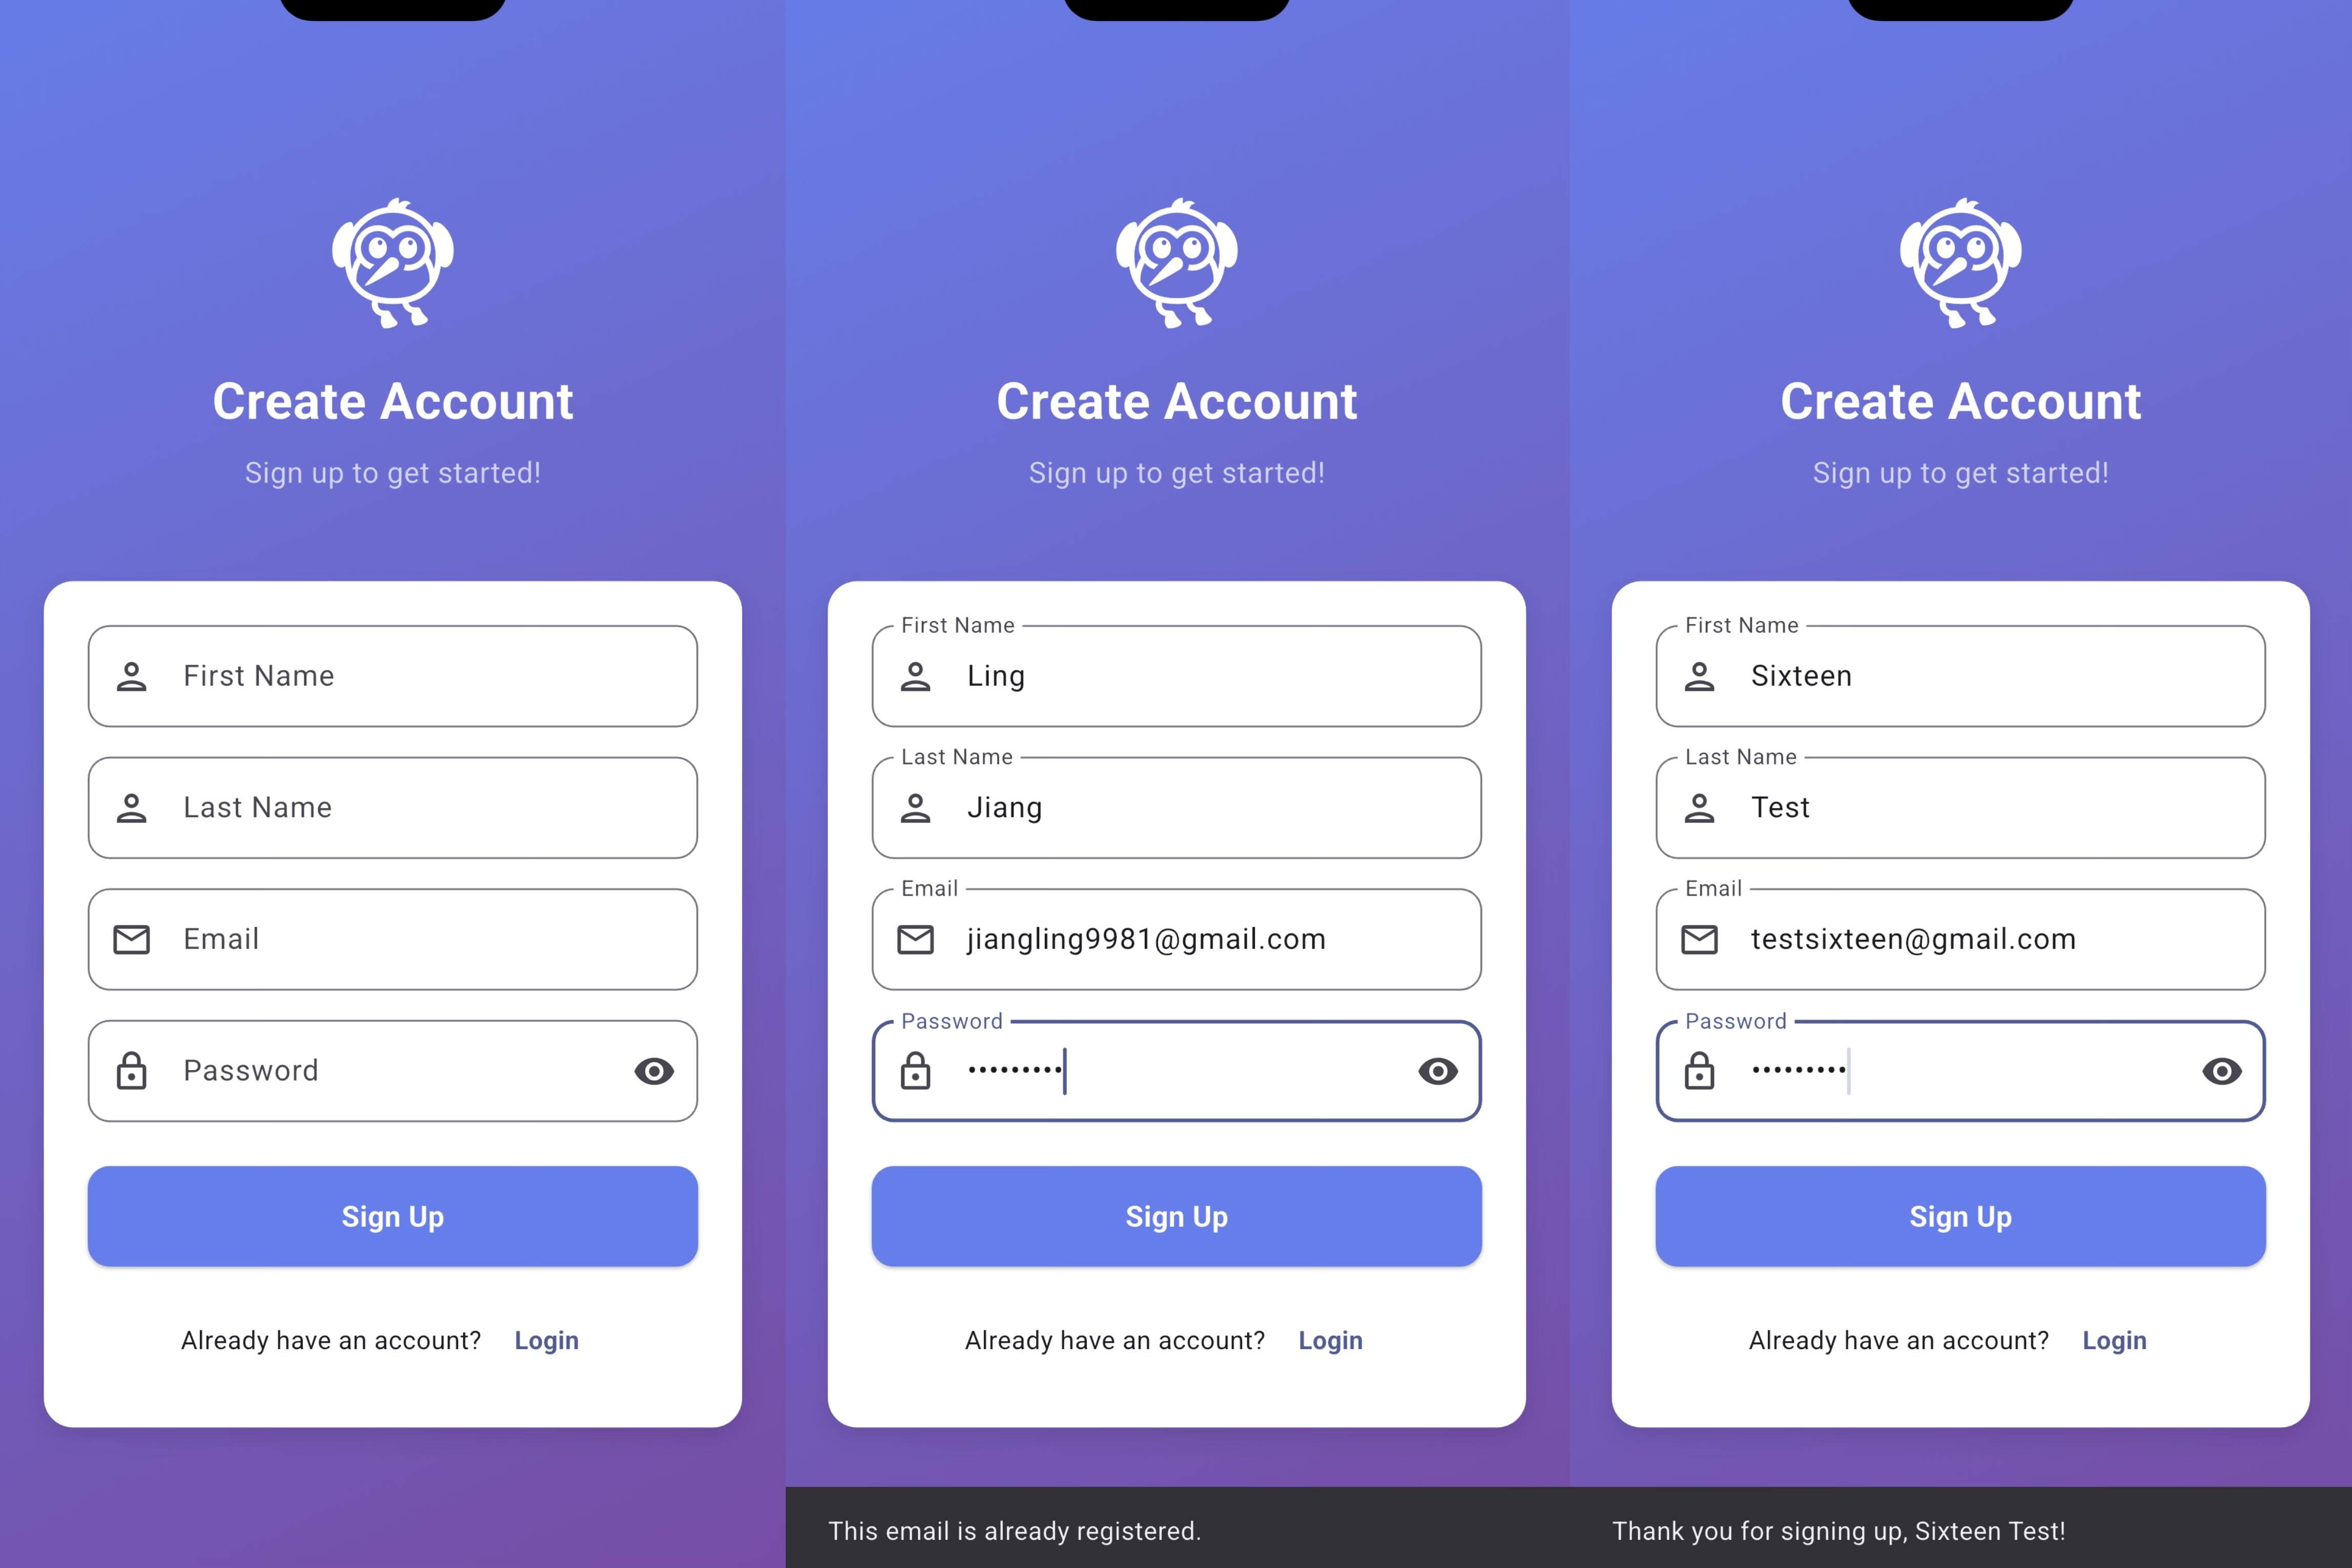 Create Account
Sign up to get started!
First Name
Last Name
Email
Password
Sign Up
Already have an account? Login
Create Account
Sign up to get started!
First Name
Ling
Last Name
Jiang
Email
jiangling9981@gmail.com
Password
•••••••••
Sign Up
Already have an account? Login
This email is already registered.
Create Account
Sign up to get started!
First Name
Sixteen
Last Name
Test
Email
testsixteen@gmail.com
Password
•••••••••
Sign Up
Already have an account? Login
Thank you for signing up, Sixteen Test!